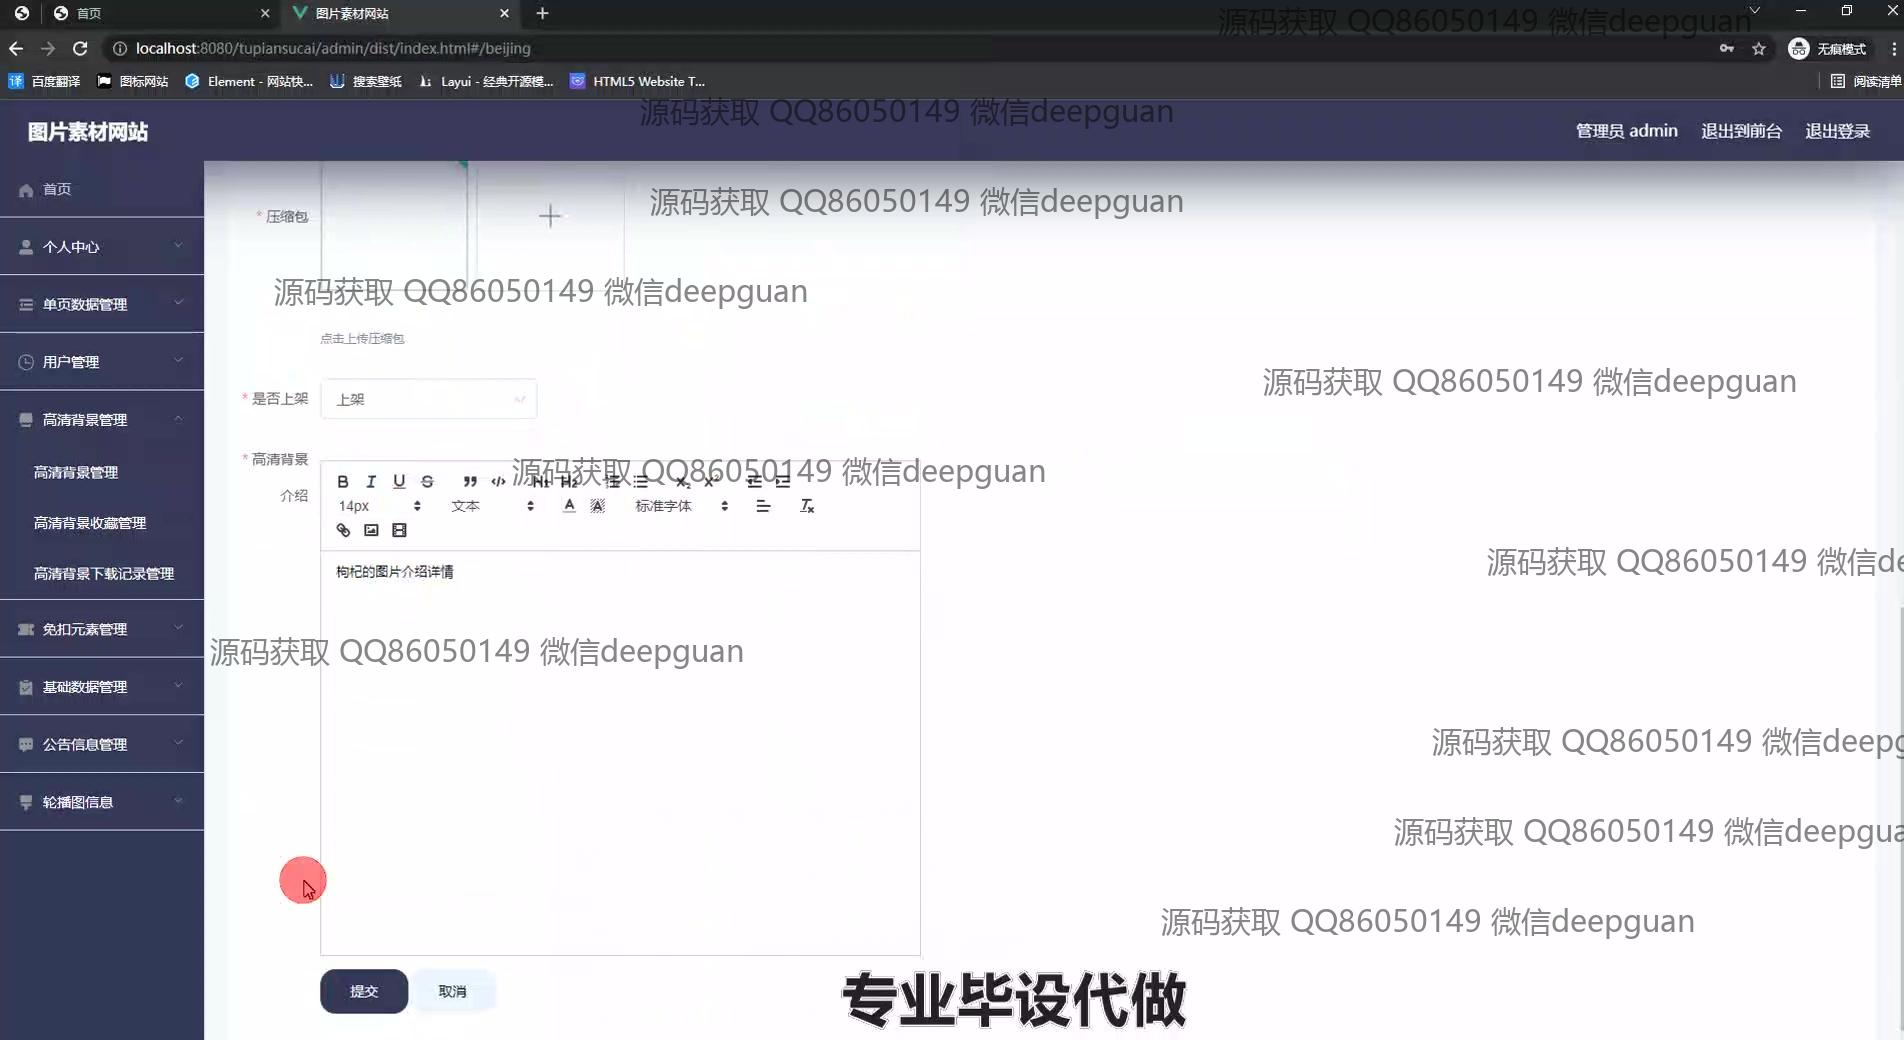 首页
图片素材网站
源码获取 QQ86050149 微信deepguan
localhost:8080/tupiansucai/admin/dist/index.html#/beijing
无痕模式
百度翻译
图标网站
Element - 网站快...
搜索壁纸
Layui - 经典开源模...
HTML5 Website T...
阅读清单
源码获取 QQ86050149 微信deepguan
图片素材网站
管理员 admin
退出到前台
退出登录
首页
个人中心
单页数据管理
用户管理
高清背景管理
高清背景管理
高清背景收藏管理
高清背景下载记录管理
免扣元素管理
基础数据管理
公告信息管理
轮播图信息
源码获取 QQ86050149 微信deepguan
* 压缩包
源码获取 QQ86050149 微信deepguan
点击上传压缩包
源码获取 QQ86050149 微信deepguan
* 是否上架
上架
* 高清背景
介绍
源码获取 QQ86050149 微信deepguan
B I U S
H1 H2
14px
文本
标准字体
源码获取 QQ86050149 微信de
枸杞的图片介绍详情
源码获取 QQ86050149 微信deepguan
源码获取 QQ86050149 微信deepg
源码获取 QQ86050149 微信deepgua
源码获取 QQ86050149 微信deepguan
提交
取消
专业毕设代做